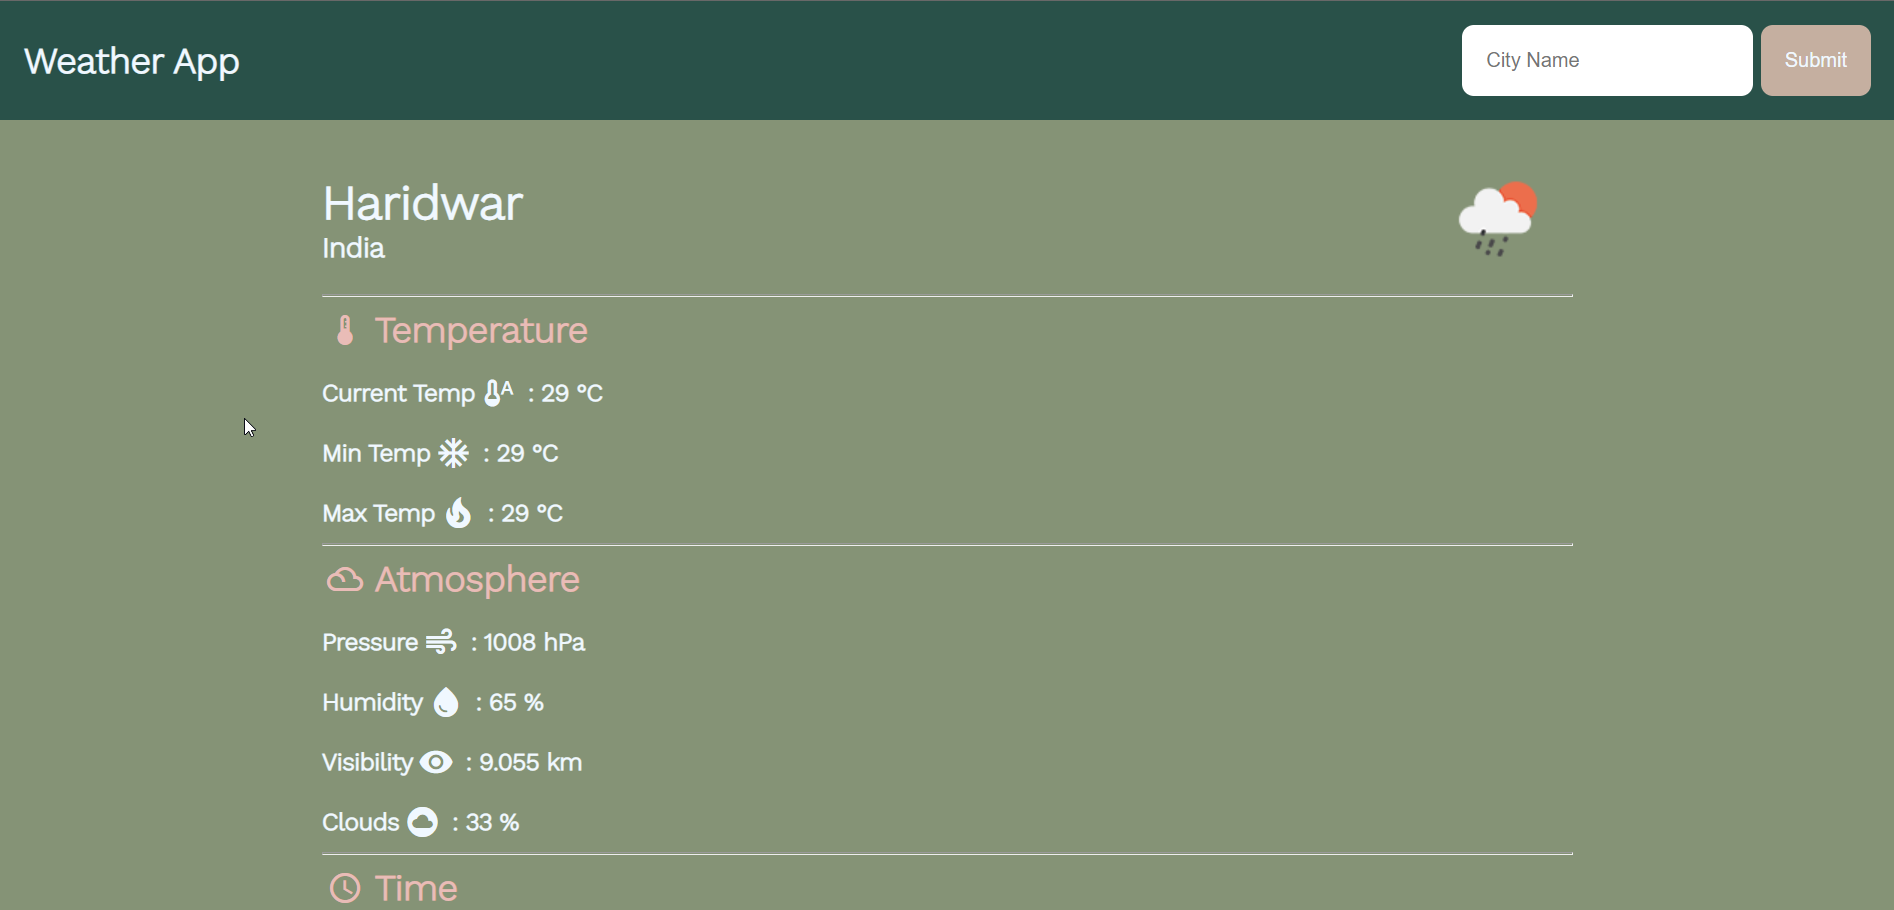 Weather App
City Name
Submit
Haridwar
India
Temperature
Current Temp A : 29 °C
Min Temp : 29 °C
Max Temp : 29 °C
Atmosphere
Pressure : 1008 hPa
Humidity : 65 %
Visibility : 9.055 km
Clouds : 33 %
Time